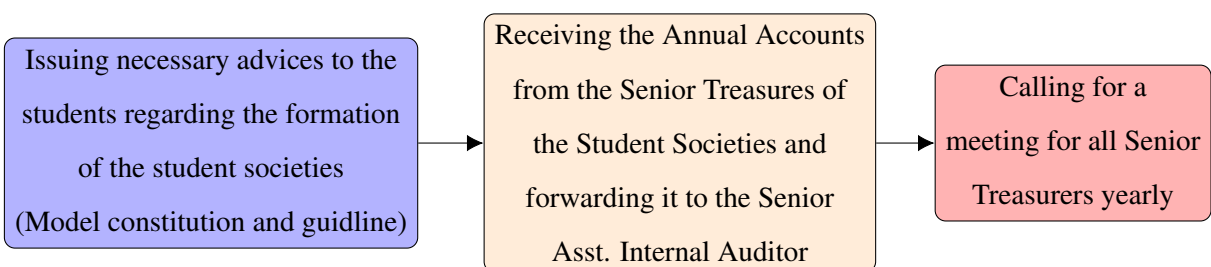 Issuing necessary advices to the
students regarding the formation
of the student societies
(Model constitution and guidline)
Receiving the Annual Accounts
from the Senior Treasures of
the Student Societies and
forwarding it to the Senior
Asst. Internal Auditor
Calling for a
meeting for all Senior
Treasurers yearly